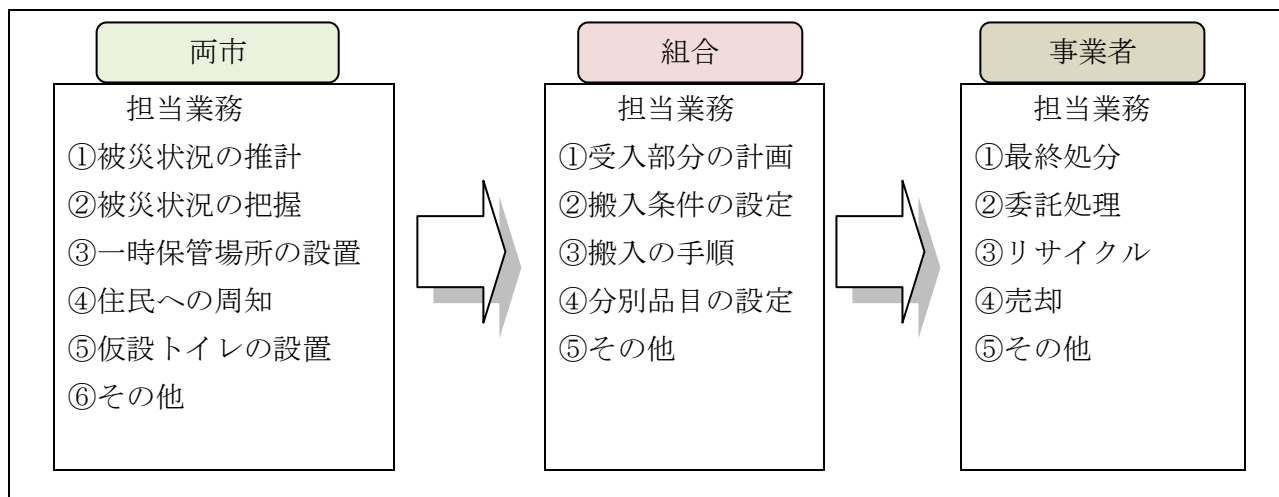 両市
担当業務
①被災状況の推計
②被災状況の把握
③一時保管場所の設置
④住民への周知
⑤仮設トイレの設置
⑥その他
組合
担当業務
①受入部分の計画
②搬入条件の設定
③搬入の手順
④分別品目の設定
⑤その他
事業者
担当業務
①最終処分
②委託処理
③リサイクル
④売却
⑤その他